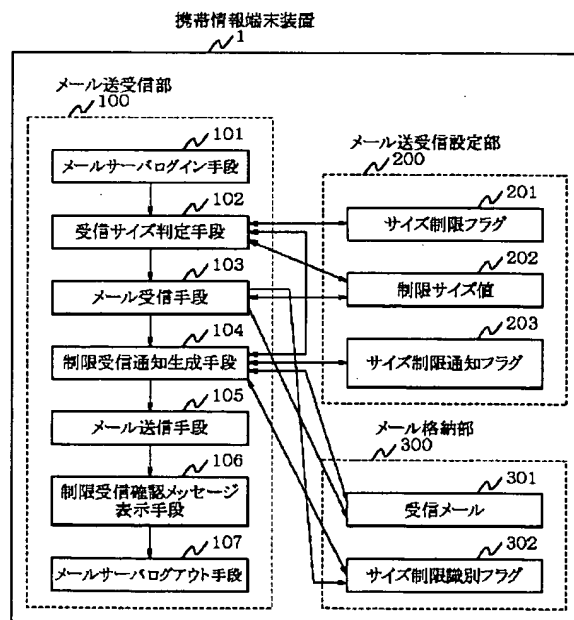 携帯情報端末装置
1
メール送受信部
100
101
メールサーバログイン手段
102
受信サイズ判定手段
103
メール受信手段
104
制限受信通知生成手段
105
メール送信手段
106
制限受信確認メッセージ
表示手段
107
メールサーバログアウト手段
メール送受信設定部
200
201
サイズ制限フラグ
202
制限サイズ値
203
サイズ制限通知フラグ
メール格納部
300
301
受信メール
302
サイズ制限識別フラグ